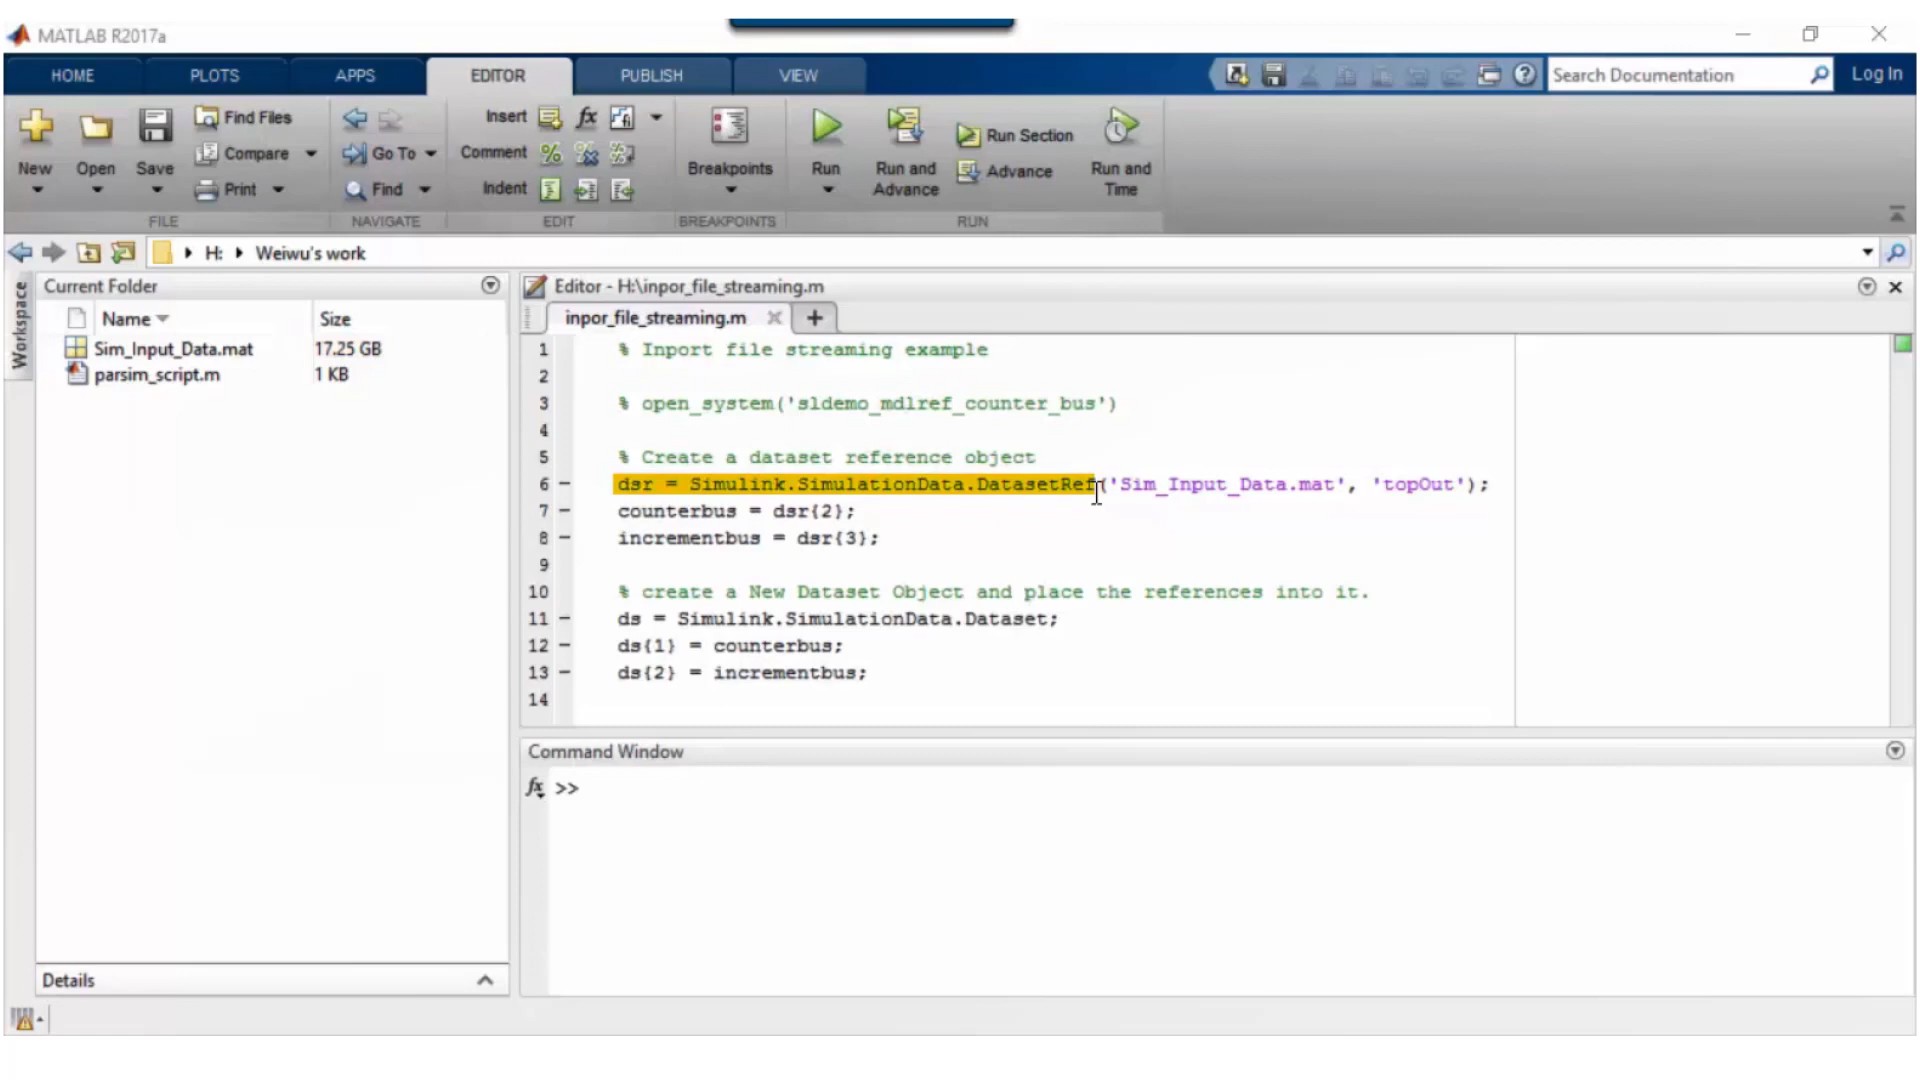 MATLAB R2017a
HOME PLOTS APPS EDITOR PUBLISH VIEW Search Documentation Log In
New Open Save Find Files Compare Print
Go To Find
Insert fx Comment Indent
Breakpoints
Run Run and Advance Run Section Advance Run and Time
FILE NAVIGATE EDIT BREAKPOINTS RUN
H: Weiwu's work
Workspace
Current Folder
Name Size
Sim_Input_Data.mat 17.25 GB
parsim_script.m 1 KB
Details
Editor - H:\inpor_file_streaming.m
inpor_file_streaming.m
1 % Inport file streaming example
2
3 % open_system('sldemo_mdlref_counter_bus')
4
5 % Create a dataset reference object
6 – dsr = Simulink.SimulationData.DatasetRef('Sim_Input_Data.mat', 'topOut');
7 – counterbus = dsr{2};
8 – incrementbus = dsr{3};
9
10 % create a New Dataset Object and place the references into it.
11 – ds = Simulink.SimulationData.Dataset;
12 – ds{1} = counterbus;
13 – ds{2} = incrementbus;
14
Command Window
fx >>